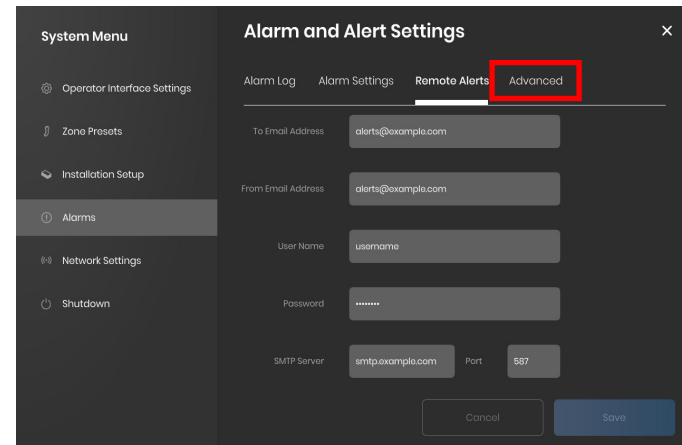 System Menu
Operator Interface Settings
Zone Presets
Installation Setup
Alarms
Network Settings
Shutdown
Alarm and Alert Settings
Alarm Log Alarm Settings Remote Alerts Advanced
To Email Address alerts@example.com
From Email Address alerts@example.com
User Name username
Password ••••••••
SMTP Server smtp.example.com Port 587
Cancel Save